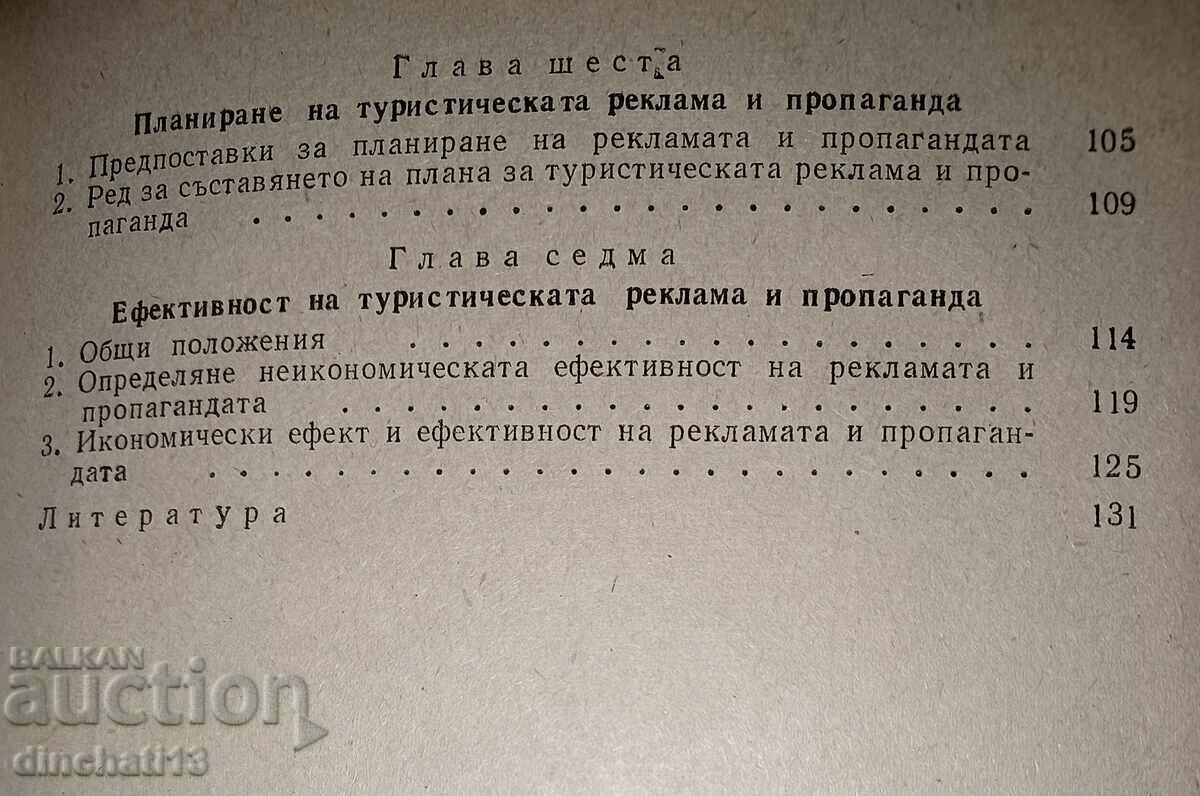 Глава шеста
Планиране на туристическата реклама и пропаганда
1. Предпоставки за планиране на рекламата и пропагандата 105
2. Ред за съставянето на плана за туристическата реклама и про-
паганда . . . . . . . . . . . . . . . . . . . . . . 109
Глава седма
Ефективност на туристическата реклама и пропаганда
1. Общи положения . . . . . . . . . . . . . . . . . 114
2. Определяне неикономическата ефективност на рекламата и
пропагандата . . . . . . . . . . . . . . . . . . . 119
3. Икономически ефект и ефективност на рекламата и пропаган-
дата . . . . . . . . . . . . . . . . . . . . . . . 125
Литература 131
BALKAN
auction
dinchati13